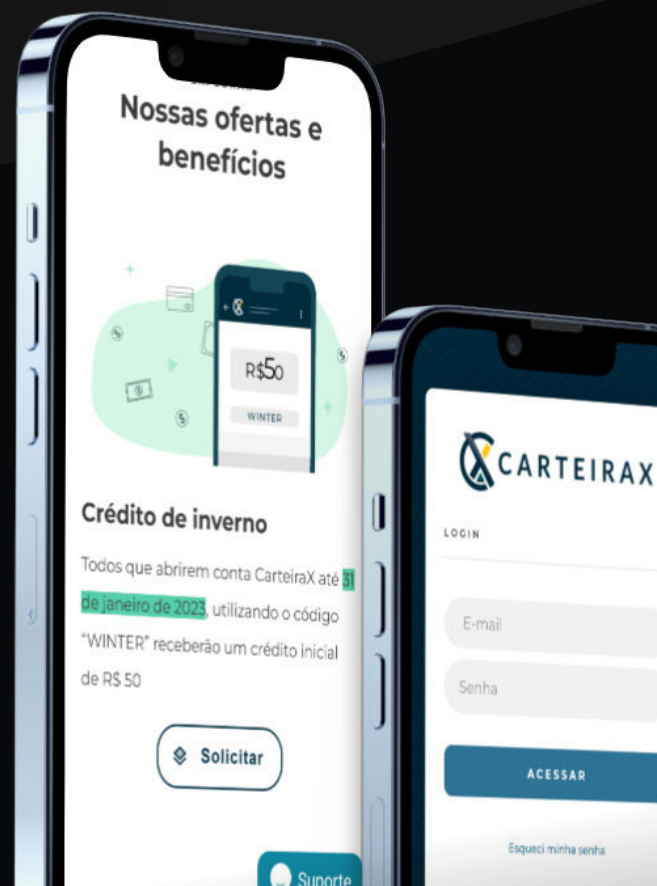 Nossas ofertas e
benefícios
R$50
WINTER
Crédito de inverno
Todos que abrirem conta CarteiraX até 31
de janeiro de 2023, utilizando o código
"WINTER" receberão um crédito inicial
de R$ 50
Solicitar
Suporte
CARTEIRAX
LOGIN
E-mail
Senha
ACESSAR
Esqueci minha senha